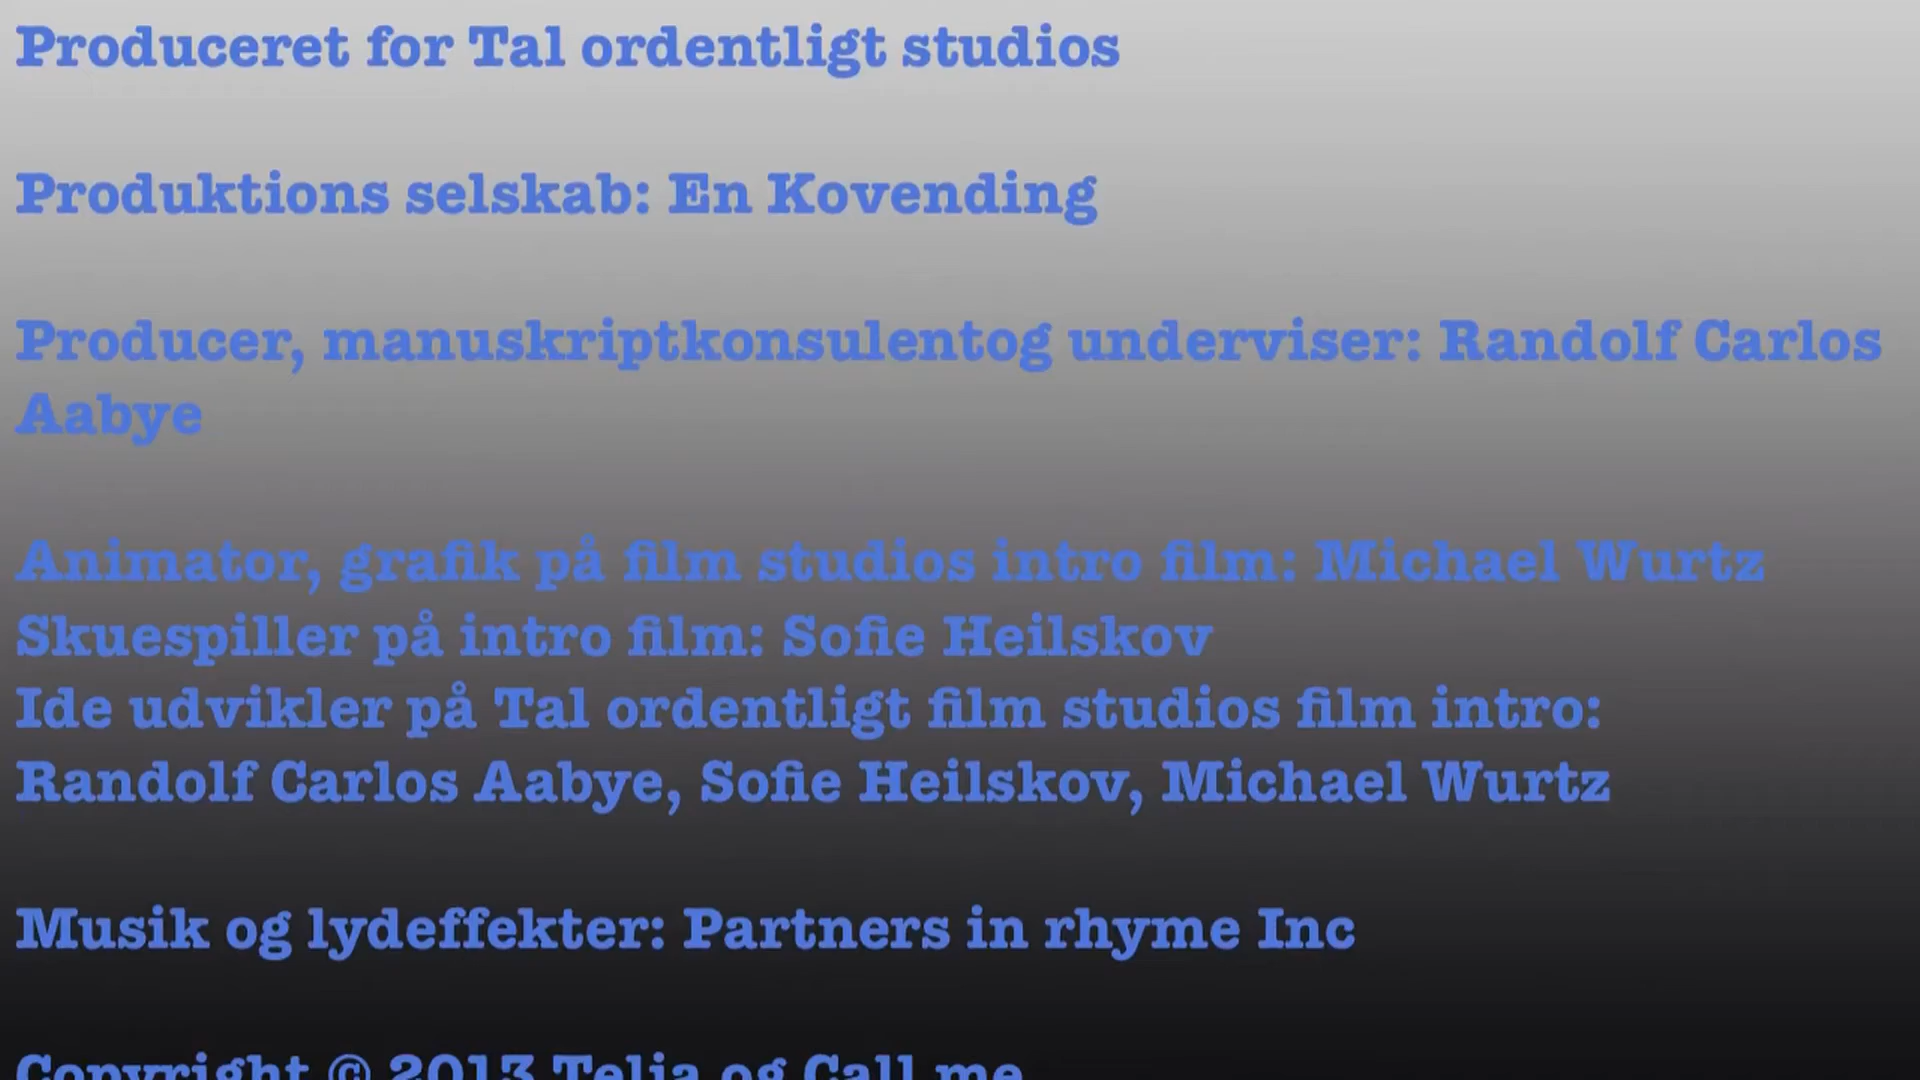 Produceret for Tal ordentligt studios
Produktions selskab: En Kovending
Producer, manuskriptkonsulentog underviser: Randolf Carlos
Aabye
Animator, grafik på film studios intro film: Michael Wurtz
Skuespiller på intro film: Sofie Heilskov
Ide udvikler på Tal ordentligt film studios film intro:
Randolf Carlos Aabye, Sofie Heilskov, Michael Wurtz
Musik og lydeffekter: Partners in rhyme Inc
Copyright © 2013 Telia og Call me